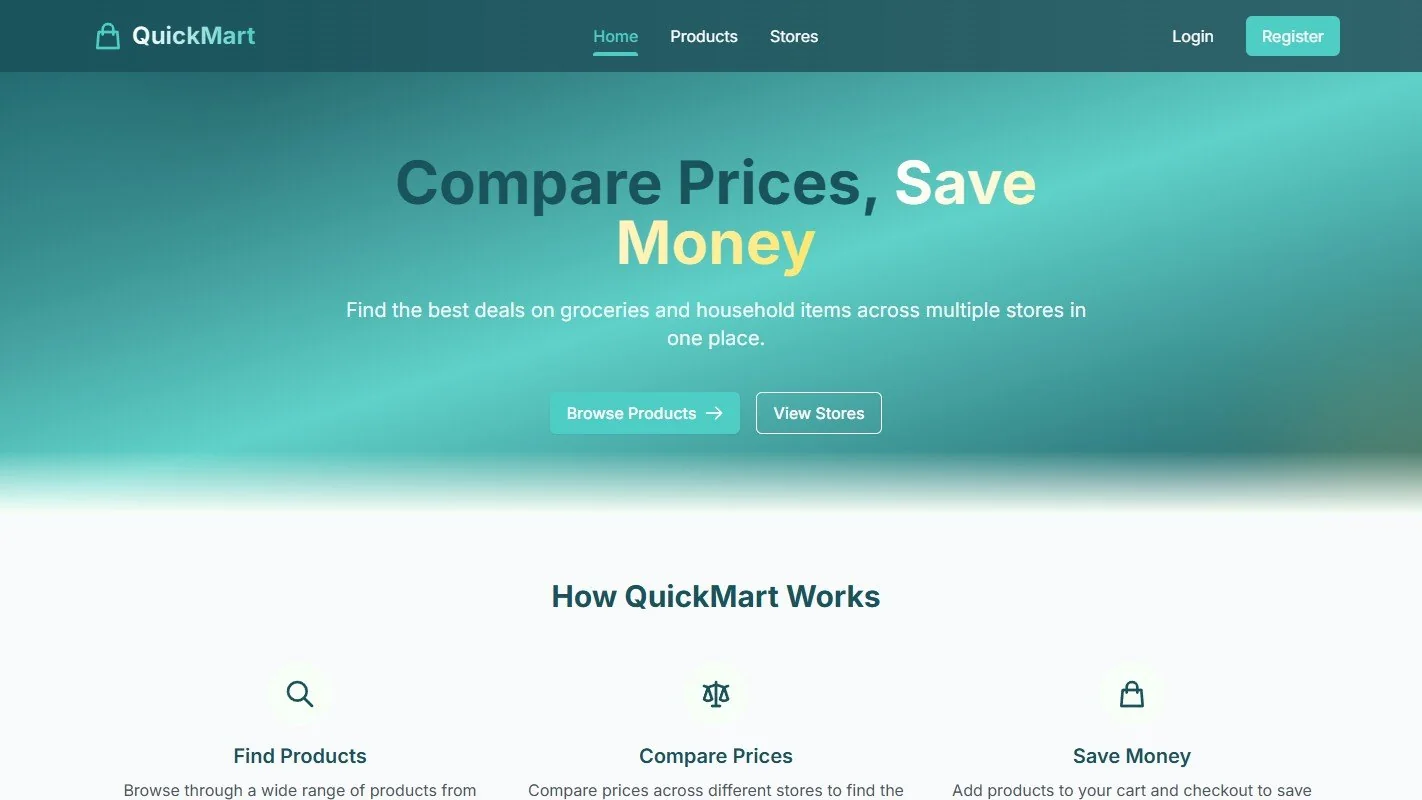 QuickMart
Home
Products
Stores
Login
Register
Compare Prices, Save
Money
Find the best deals on groceries and household items across multiple stores in
one place.
Browse Products →
View Stores
How QuickMart Works
Find Products
Browse through a wide range of products from
Compare Prices
Compare prices across different stores to find the
Save Money
Add products to your cart and checkout to save